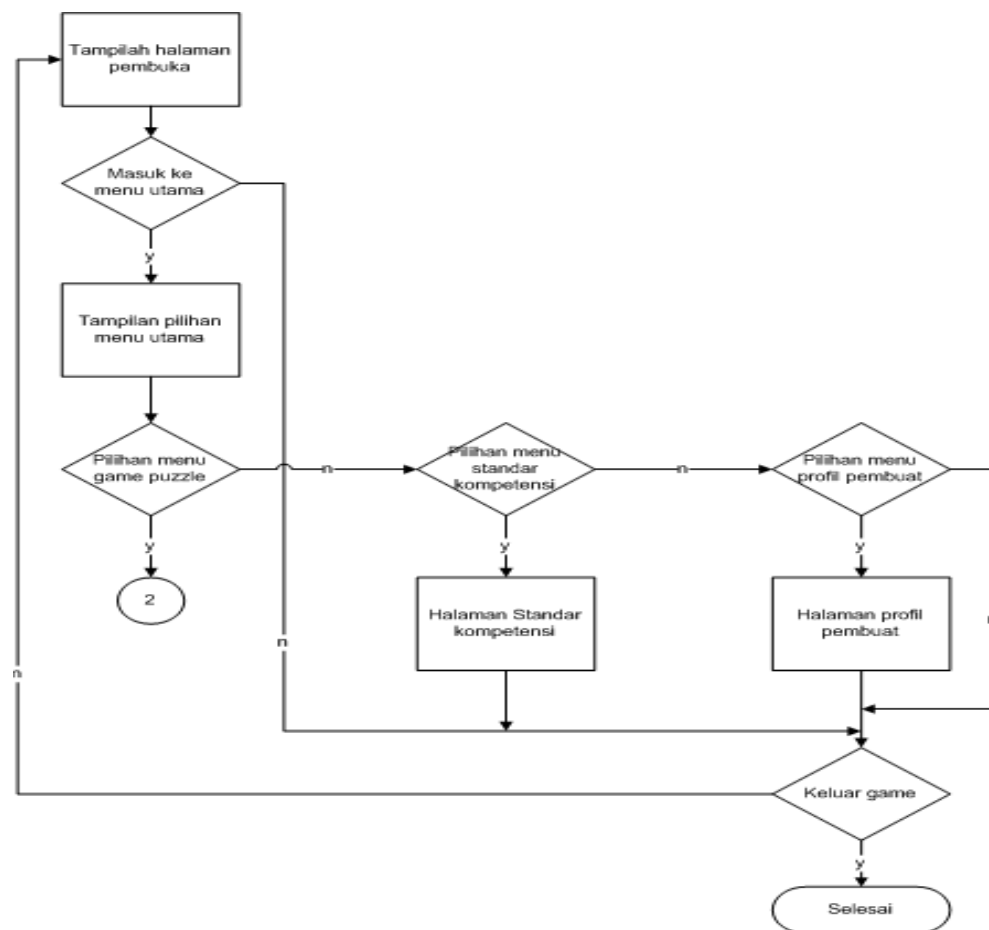 Tampilah halaman
pembuka
Masuk ke
menu utama
y
Tampilan pilihan
menu utama
Pilihan menu
game puzzle
n
Pilihan menu
standar
kompetensi
n
Pilihan menu
profil pembuat
y
y
y
2
Halaman Standar
kompetensi
Halaman profil
pembuat
n
n
Keluar game
y
Selesai